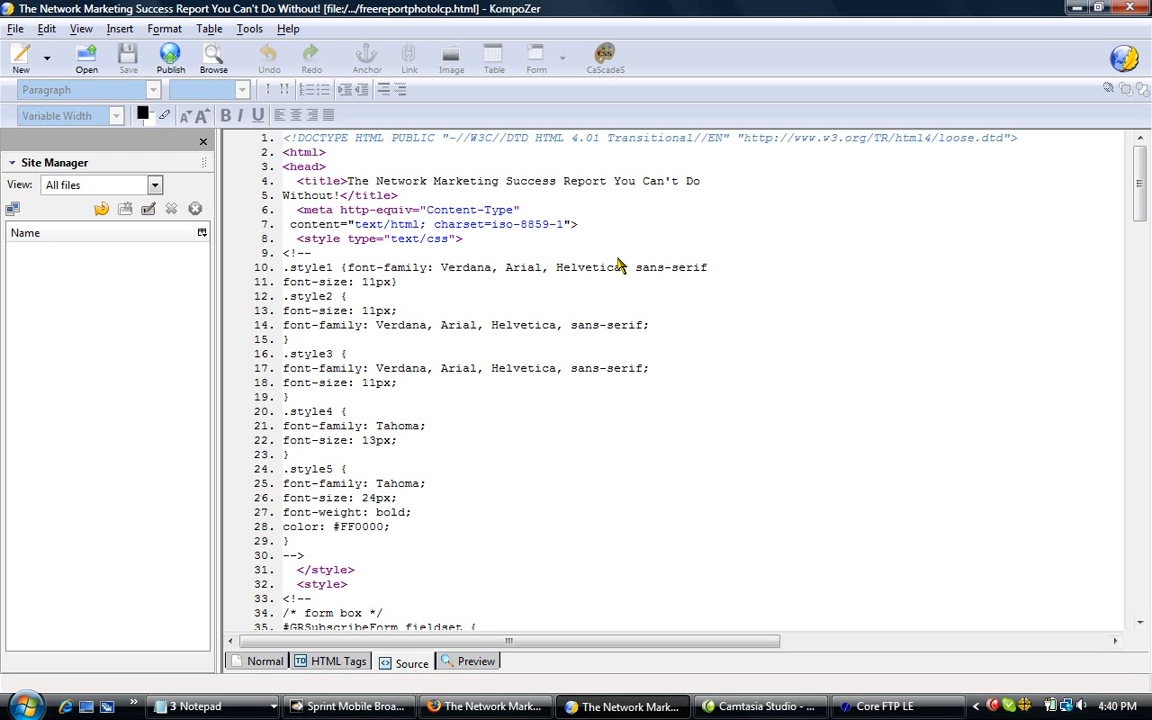 The Network Marketing Success Report You Can't Do Without! [file:/.../freereportphotolcp.html] - KompoZer
File Edit View Insert Format Table Tools Help
New Open Save Publish Browse Undo Redo Anchor Link Image Table Form CSS CaScadeS
Paragraph
Variable Width
Site Manager
View: All files
Name
1. <!DOCTYPE HTML PUBLIC "-//W3C//DTD HTML 4.01 Transitional//EN" "http://www.w3.org/TR/html4/loose.dtd">
2. <html>
3. <head>
4. <title>The Network Marketing Success Report You Can't Do
5. Without!</title>
6. <meta http-equiv="Content-Type"
7. content="text/html; charset=iso-8859-1">
8. <style type="text/css">
9. <!--
10. .style1 {font-family: Verdana, Arial, Helvetica, sans-serif
11. font-size: 11px}
12. .style2 {
13. font-size: 11px;
14. font-family: Verdana, Arial, Helvetica, sans-serif;
15. }
16. .style3 {
17. font-family: Verdana, Arial, Helvetica, sans-serif;
18. font-size: 11px;
19. }
20. .style4 {
21. font-family: Tahoma;
22. font-size: 13px;
23. }
24. .style5 {
25. font-family: Tahoma;
26. font-size: 24px;
27. font-weight: bold;
28. color: #FF0000;
29. }
30. -->
31. </style>
32. <style>
33. <!--
34. /* form box */
35. #GRSubscribeForm fieldset {
Normal TD HTML Tags Source Preview
3 Notepad Sprint Mobile Broa... The Network Mark... The Network Mark... Camtasia Studio - ... Core FTP LE 4:40 PM